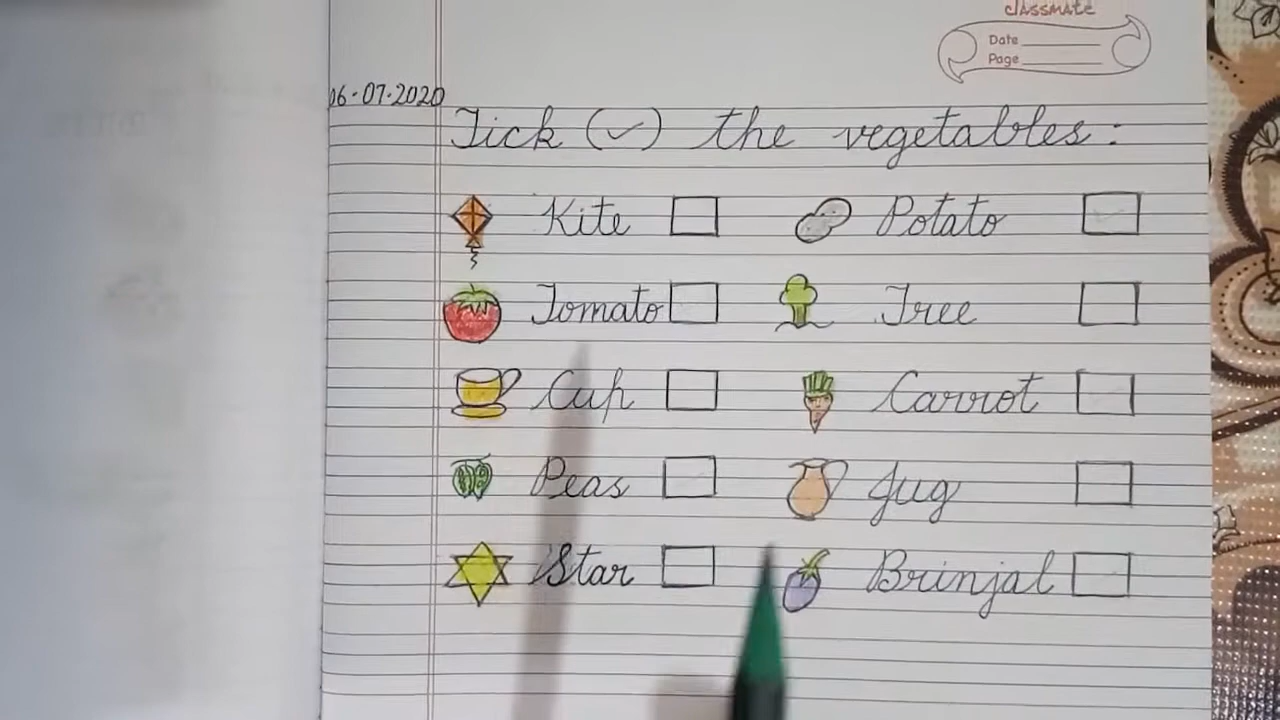 classmate
Date
Page
06-07-2020
Tick (✓) the vegetables:
Kite Potato
Tomato Tree
Cup Carrot
Peas Jug
Star Brinjal